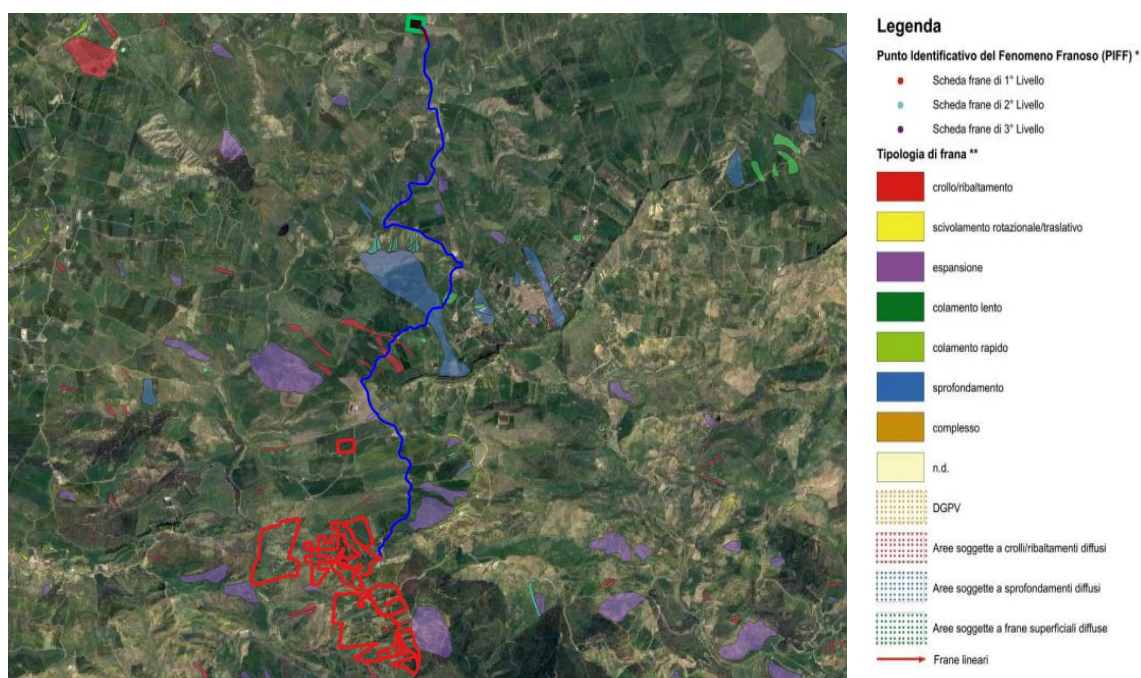 Legenda
Punto Identificativo del Fenomeno Franoso (PIFF) *
Scheda frane di 1° Livello
Scheda frane di 2° Livello
Scheda frane di 3° Livello
Tipologia di frana **
crollo/ribaltamento
scivolamento rotazionale/traslativo
espansione
colamento lento
colamento rapido
sprofondamento
complesso
n.d.
DGPV
Aree soggette a crolli/ribaltamenti diffusi
Aree soggette a sprofondamenti diffusi
Aree soggette a frane superficiali diffuse
Frane lineari